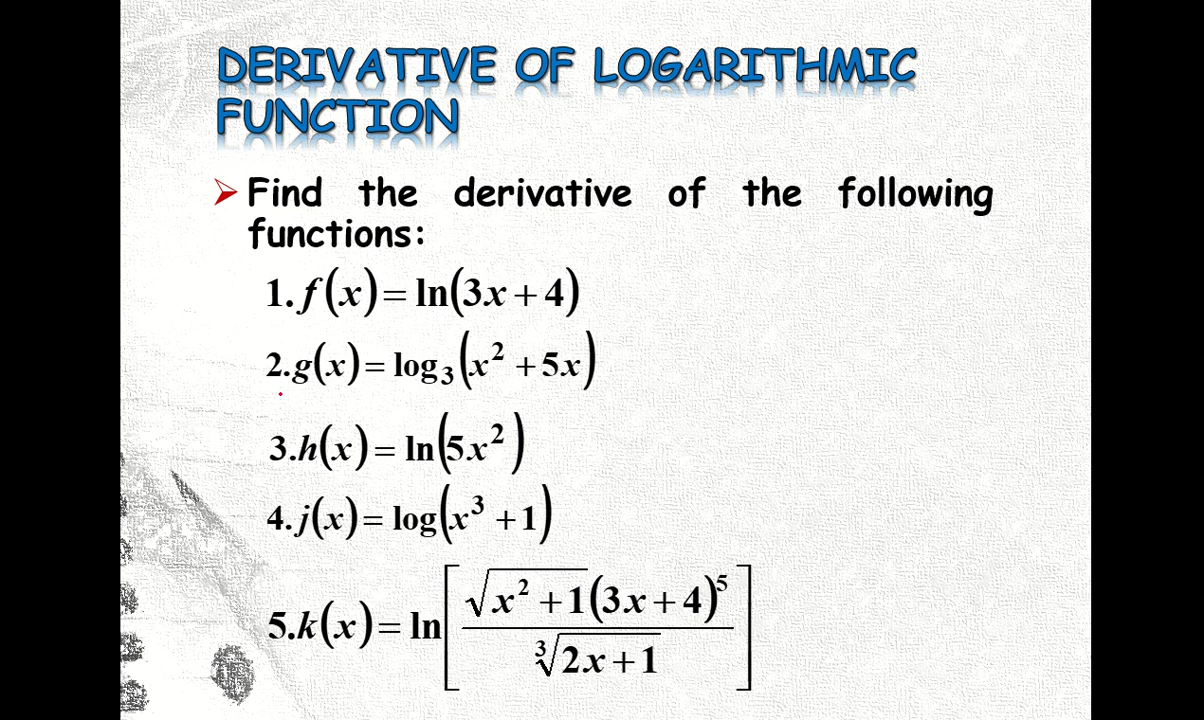 DERIVATIVE OF LOGARITHMIC
FUNCTION
Find the derivative of the following
functions:
1. f(x) = ln(3x + 4)
2. g(x) = log₃(x² + 5x)
3. h(x) = ln(5x²)
4. j(x) = log(x³ + 1)
5. k(x) = ln[√(x² + 1)(3x + 4)⁵ / ∛(2x + 1)]